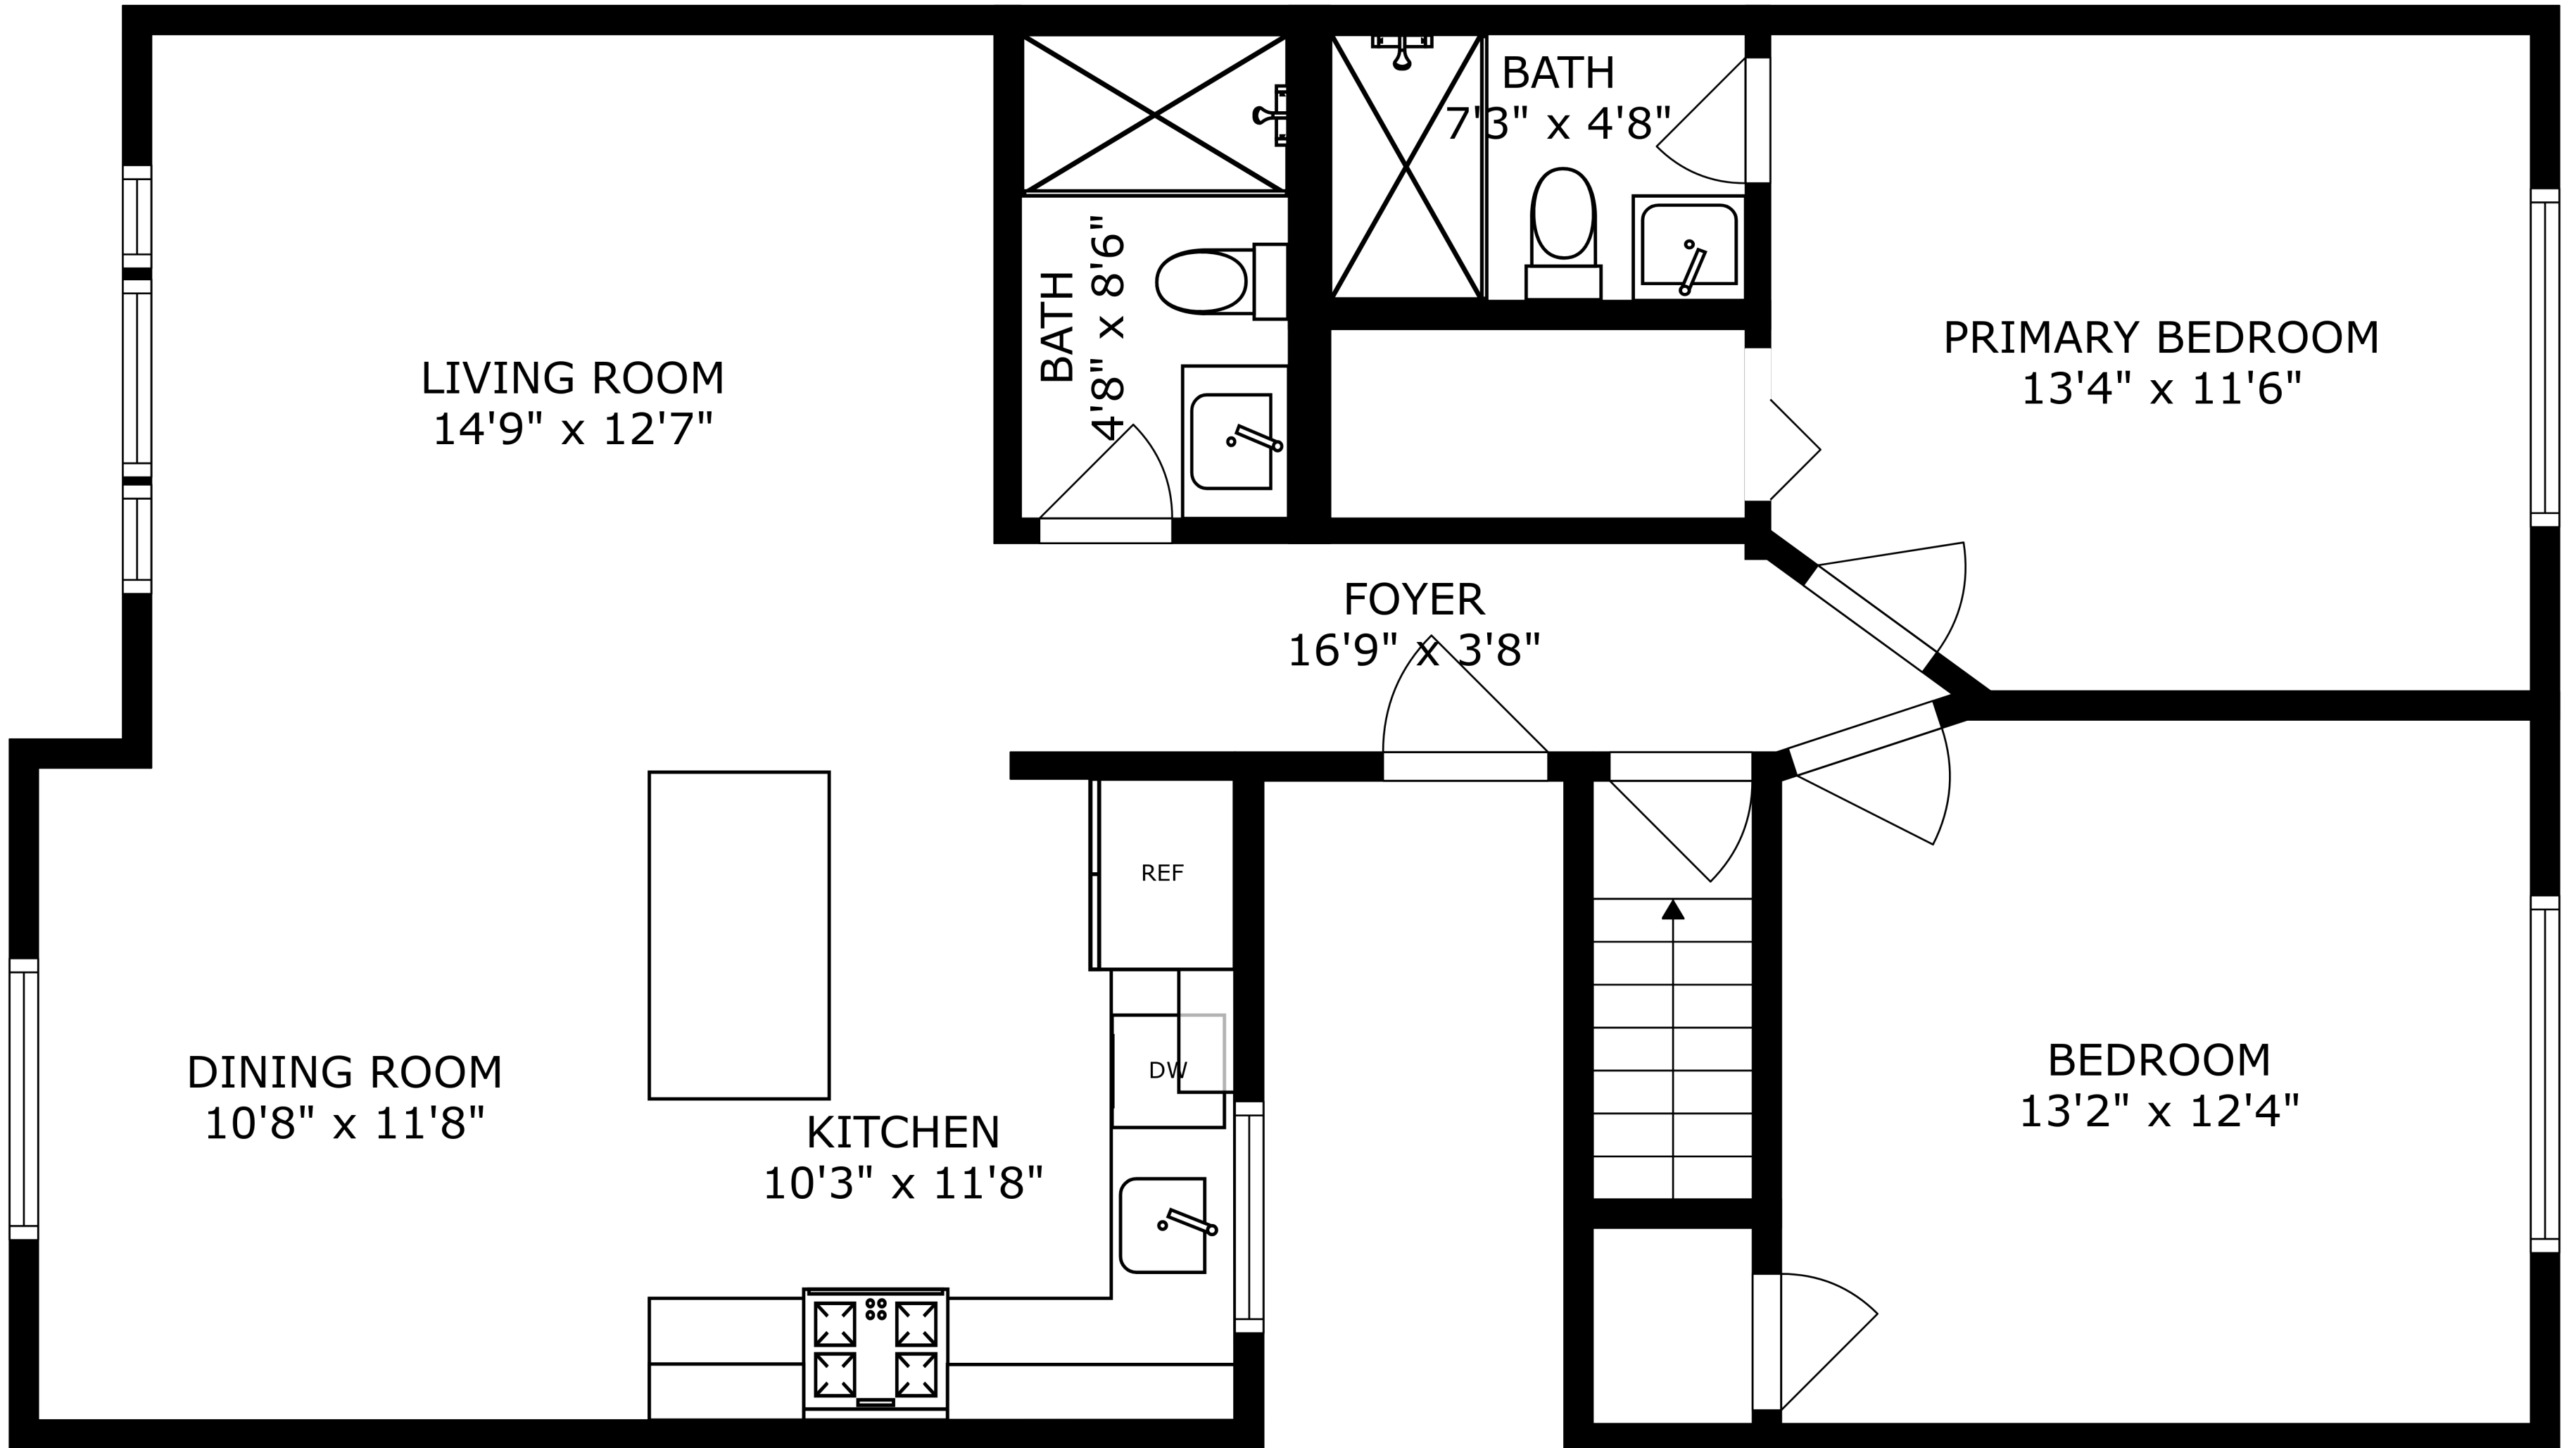 BATH
7'3" x 4'8"
BATH
4'8" x 8'6"
LIVING ROOM
14'9" x 12'7"
PRIMARY BEDROOM
13'4" x 11'6"
FOYER
16'9" x 3'8"
REF
DW
DINING ROOM
10'8" x 11'8"
KITCHEN
10'3" x 11'8"
BEDROOM
13'2" x 12'4"